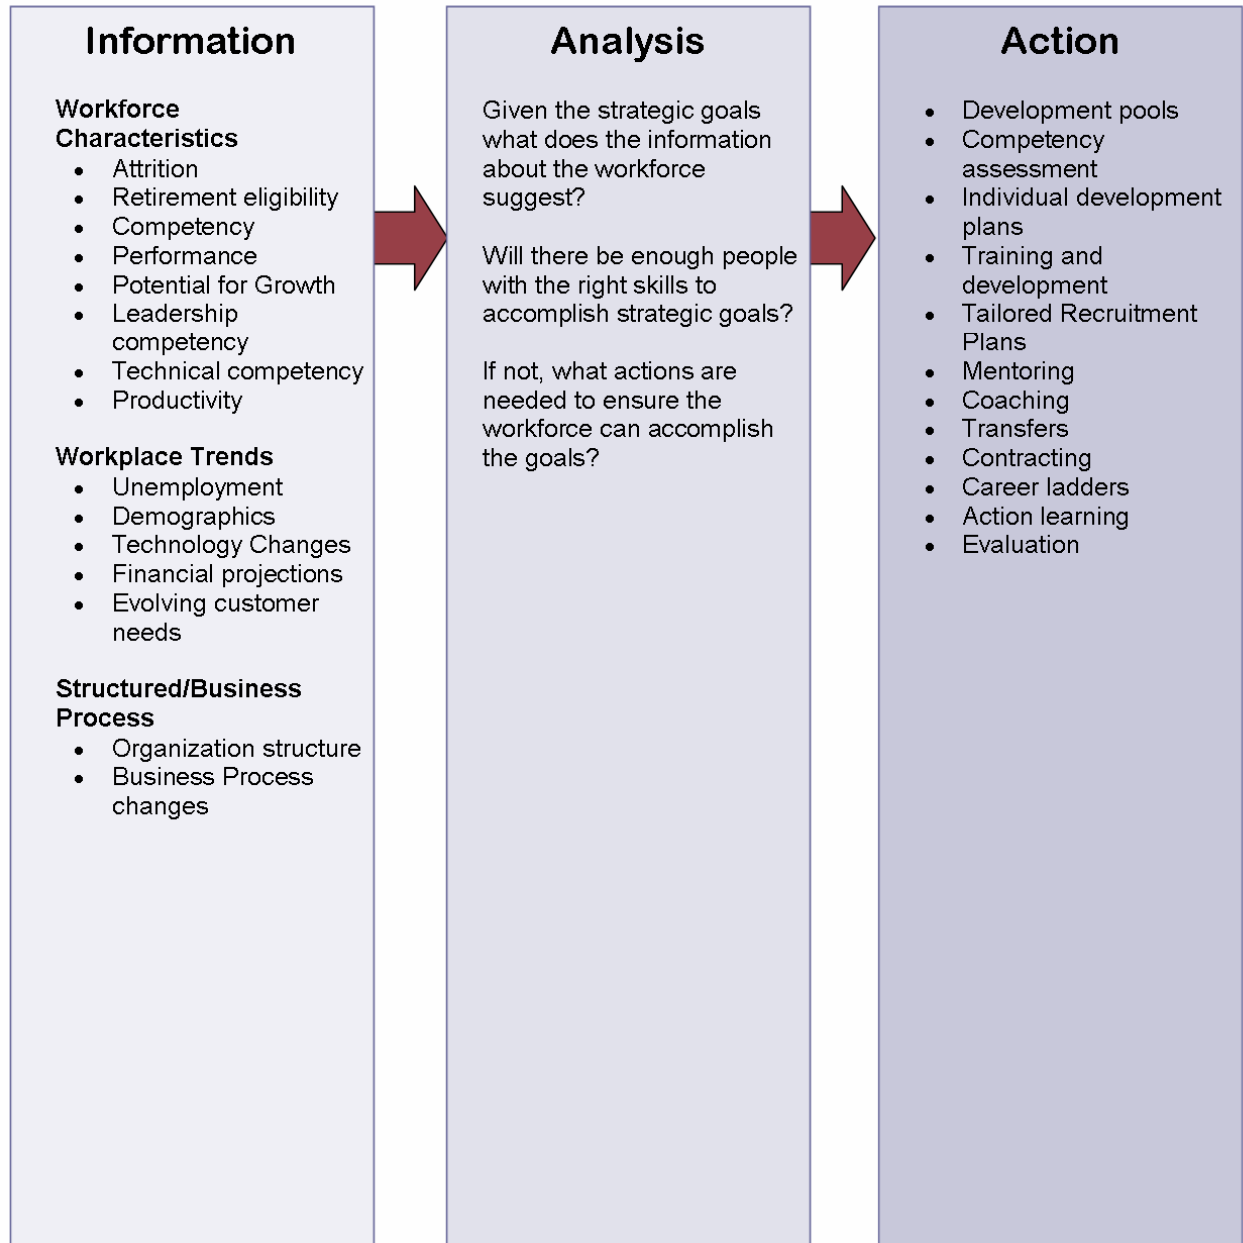 Information
Workforce
Characteristics
• Attrition
• Retirement eligibility
• Competency
• Performance
• Potential for Growth
• Leadership
competency
• Technical competency
• Productivity
Workplace Trends
• Unemployment
• Demographics
• Technology Changes
• Financial projections
• Evolving customer
needs
Structured/Business
Process
• Organization structure
• Business Process
changes
Analysis
Given the strategic goals
what does the information
about the workforce
suggest?
Will there be enough people
with the right skills to
accomplish strategic goals?
If not, what actions are
needed to ensure the
workforce can accomplish
the goals?
Action
• Development pools
• Competency
assessment
• Individual development
plans
• Training and
development
• Tailored Recruitment
Plans
• Mentoring
• Coaching
• Transfers
• Contracting
• Career ladders
• Action learning
• Evaluation